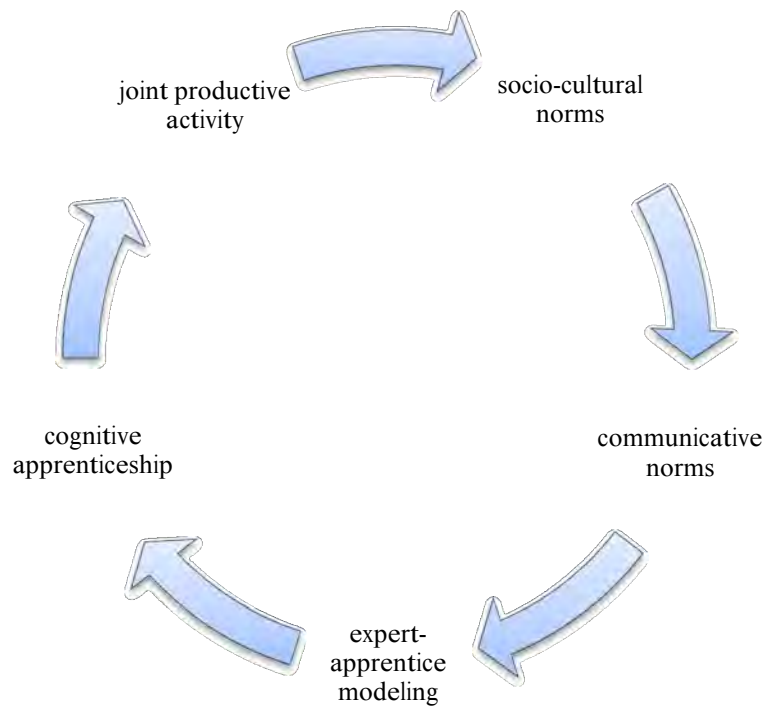 joint productive
activity
socio-cultural
norms
communicative
norms
expert-
apprentice
modeling
cognitive
apprenticeship